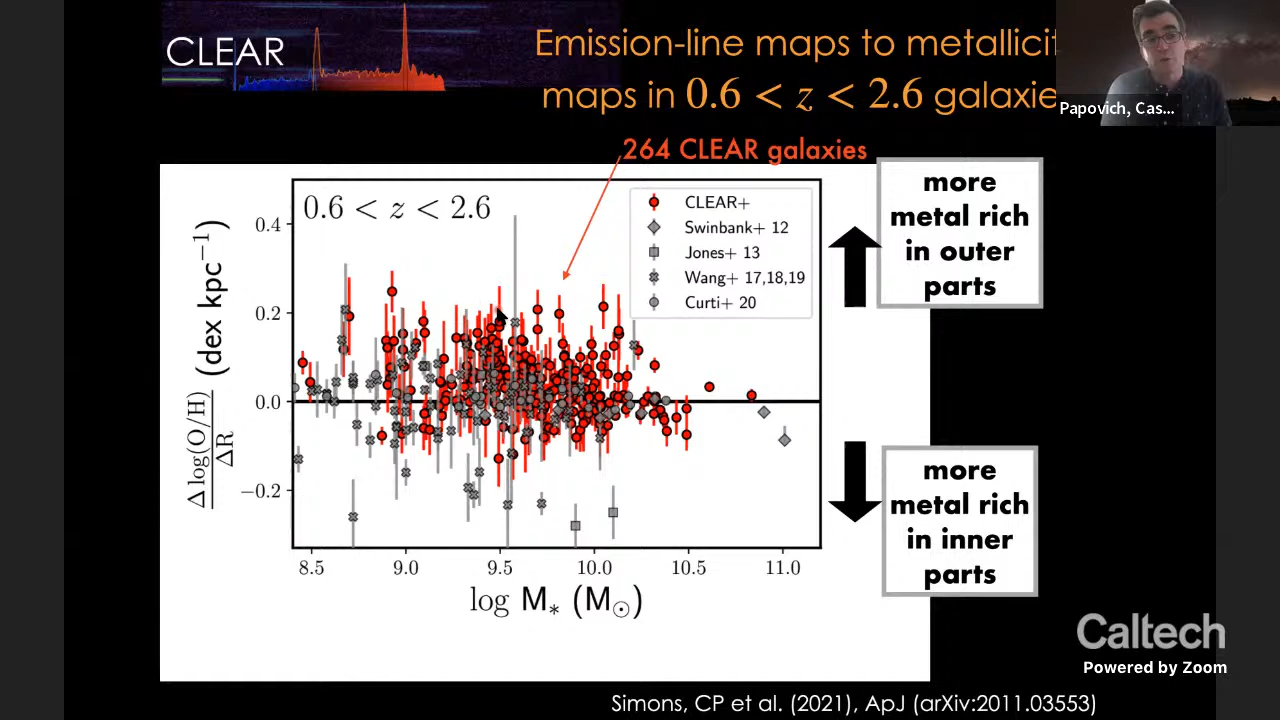 CLEAR
Emission-line maps to metallicit
maps in 0.6 < z < 2.6 galaxie
Papovich, Cas...
264 CLEAR galaxies
0.6 < z < 2.6
CLEAR+
Swinbank+ 12
Jones+ 13
Wang+ 17,18,19
Curti+ 20
more
metal rich
in outer
parts
Δ log(O/H)
ΔR
(dex kpc⁻¹)
0.4
0.2
0.0
−0.2
8.5 9.0 9.5 10.0 10.5 11.0
log M* (M⊙)
more
metal rich
in inner
parts
Caltech
Powered by Zoom
Simons, CP et al. (2021), ApJ (arXiv:2011.03553)